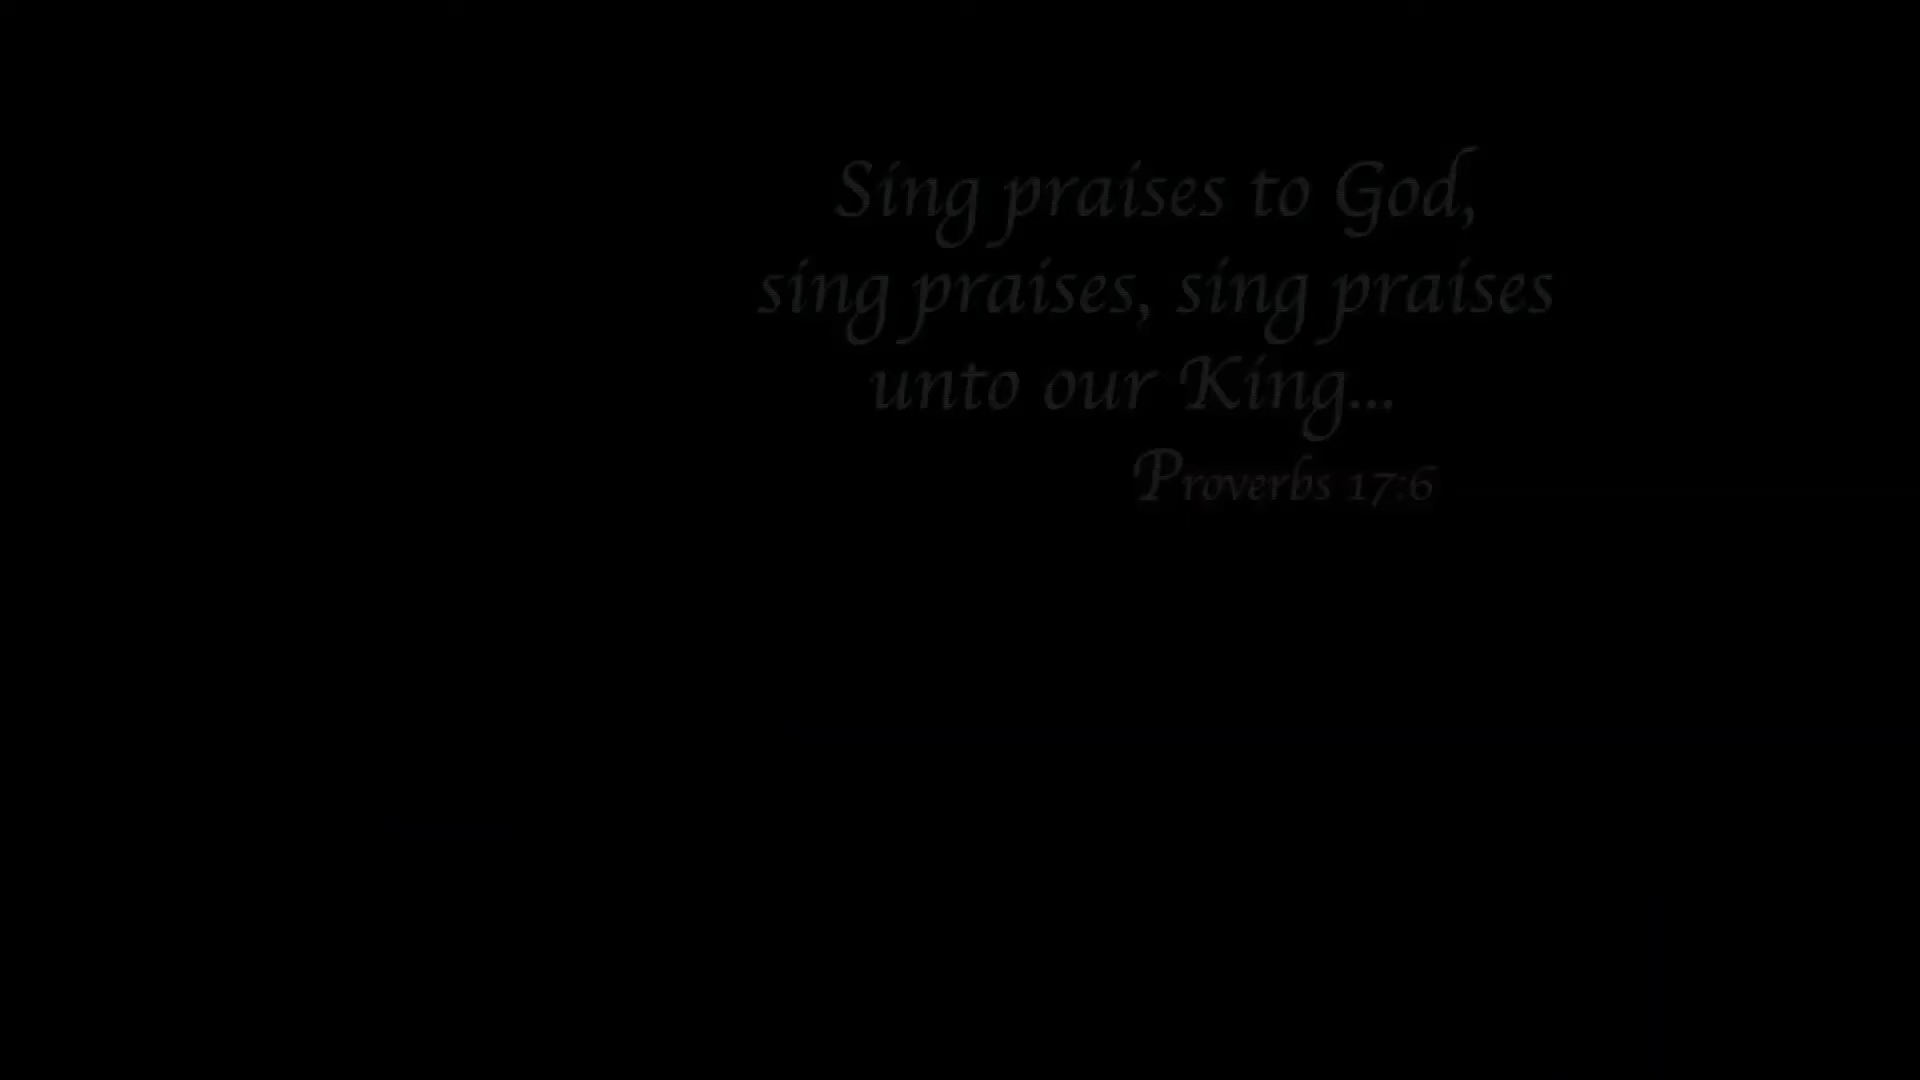 Sing praises to God,
sing praises, sing praises
unto our King...
Proverbs 17:6